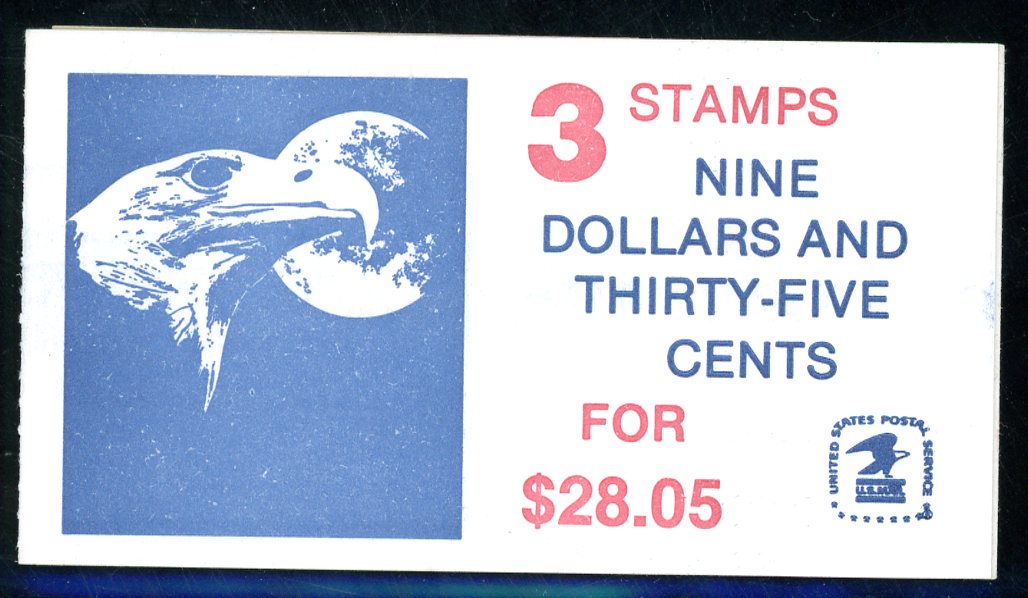 3 STAMPS
NINE
DOLLARS AND
THIRTY-FIVE
CENTS
FOR
$28.05
UNITED STATES POSTAL SERVICE
U.S.MAIL